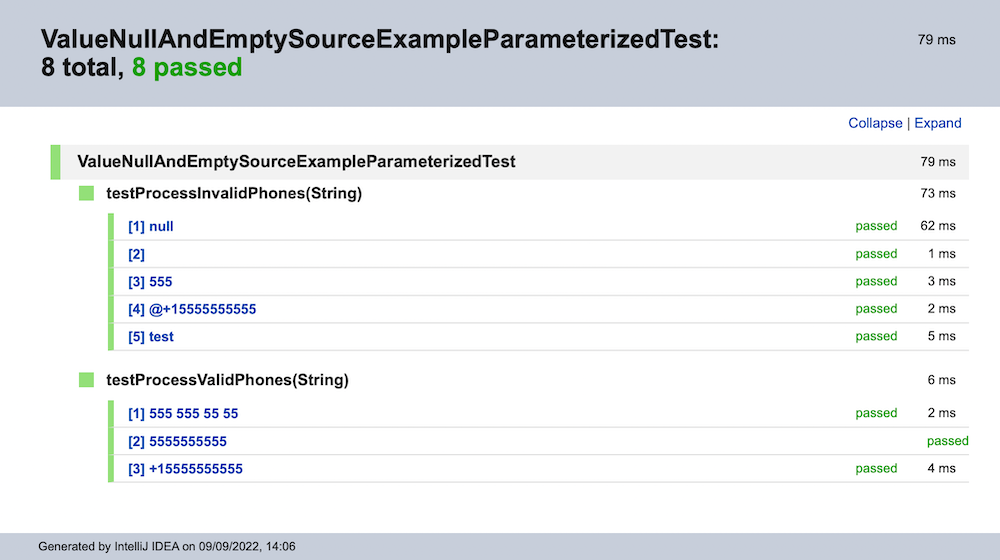 ValueNullAndEmptySourceExampleParameterizedTest: 79 ms
8 total, 8 passed
Collapse | Expand
ValueNullAndEmptySourceExampleParameterizedTest 79 ms
testProcessInvalidPhones(String) 73 ms
[1] null passed 62 ms
[2] passed 1 ms
[3] 555 passed 3 ms
[4] @+15555555555 passed 2 ms
[5] test passed 5 ms
testProcessValidPhones(String) 6 ms
[1] 555 555 55 55 passed 2 ms
[2] 5555555555 passed
[3] +15555555555 passed 4 ms
Generated by IntelliJ IDEA on 09/09/2022, 14:06